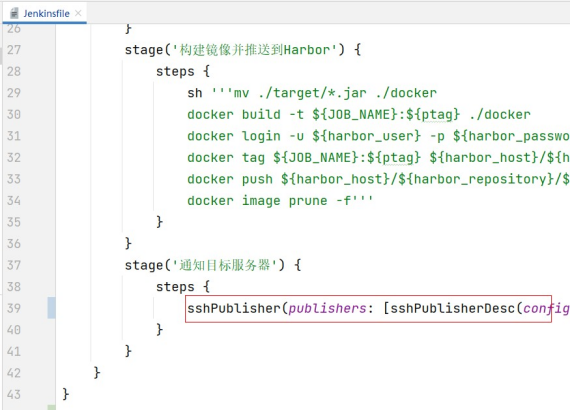 Jenkinsfile
26 }
27 stage('构建镜像并推送到Harbor') {
28 steps {
29 sh '''mv ./target/*.jar ./docker
30 docker build -t ${JOB_NAME}:${ptag} ./docker
31 docker login -u ${harbor_user} -p ${harbor_passwo
32 docker tag ${JOB_NAME}:${ptag} ${harbor_host}/${h
33 docker push ${harbor_host}/${harbor_repository}/$
34 docker image prune -f'''
35 }
36 }
37 stage('通知目标服务器') {
38 steps {
39 sshPublisher(publishers: [sshPublisherDesc(config
40 }
41 }
42 }
43 }